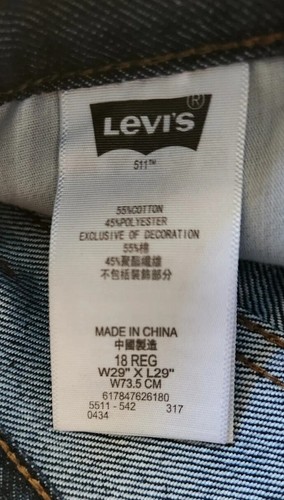 LEVI'S®
511™
55%COTTON
45%POLYESTER
EXCLUSIVE OF DECORATION
55%棉
45%聚酯纖維
不包括裝飾部分
MADE IN CHINA
中國製造
18 REG
W29" X L29"
W73.5 CM
617847626180
5511 - 542 317
0434